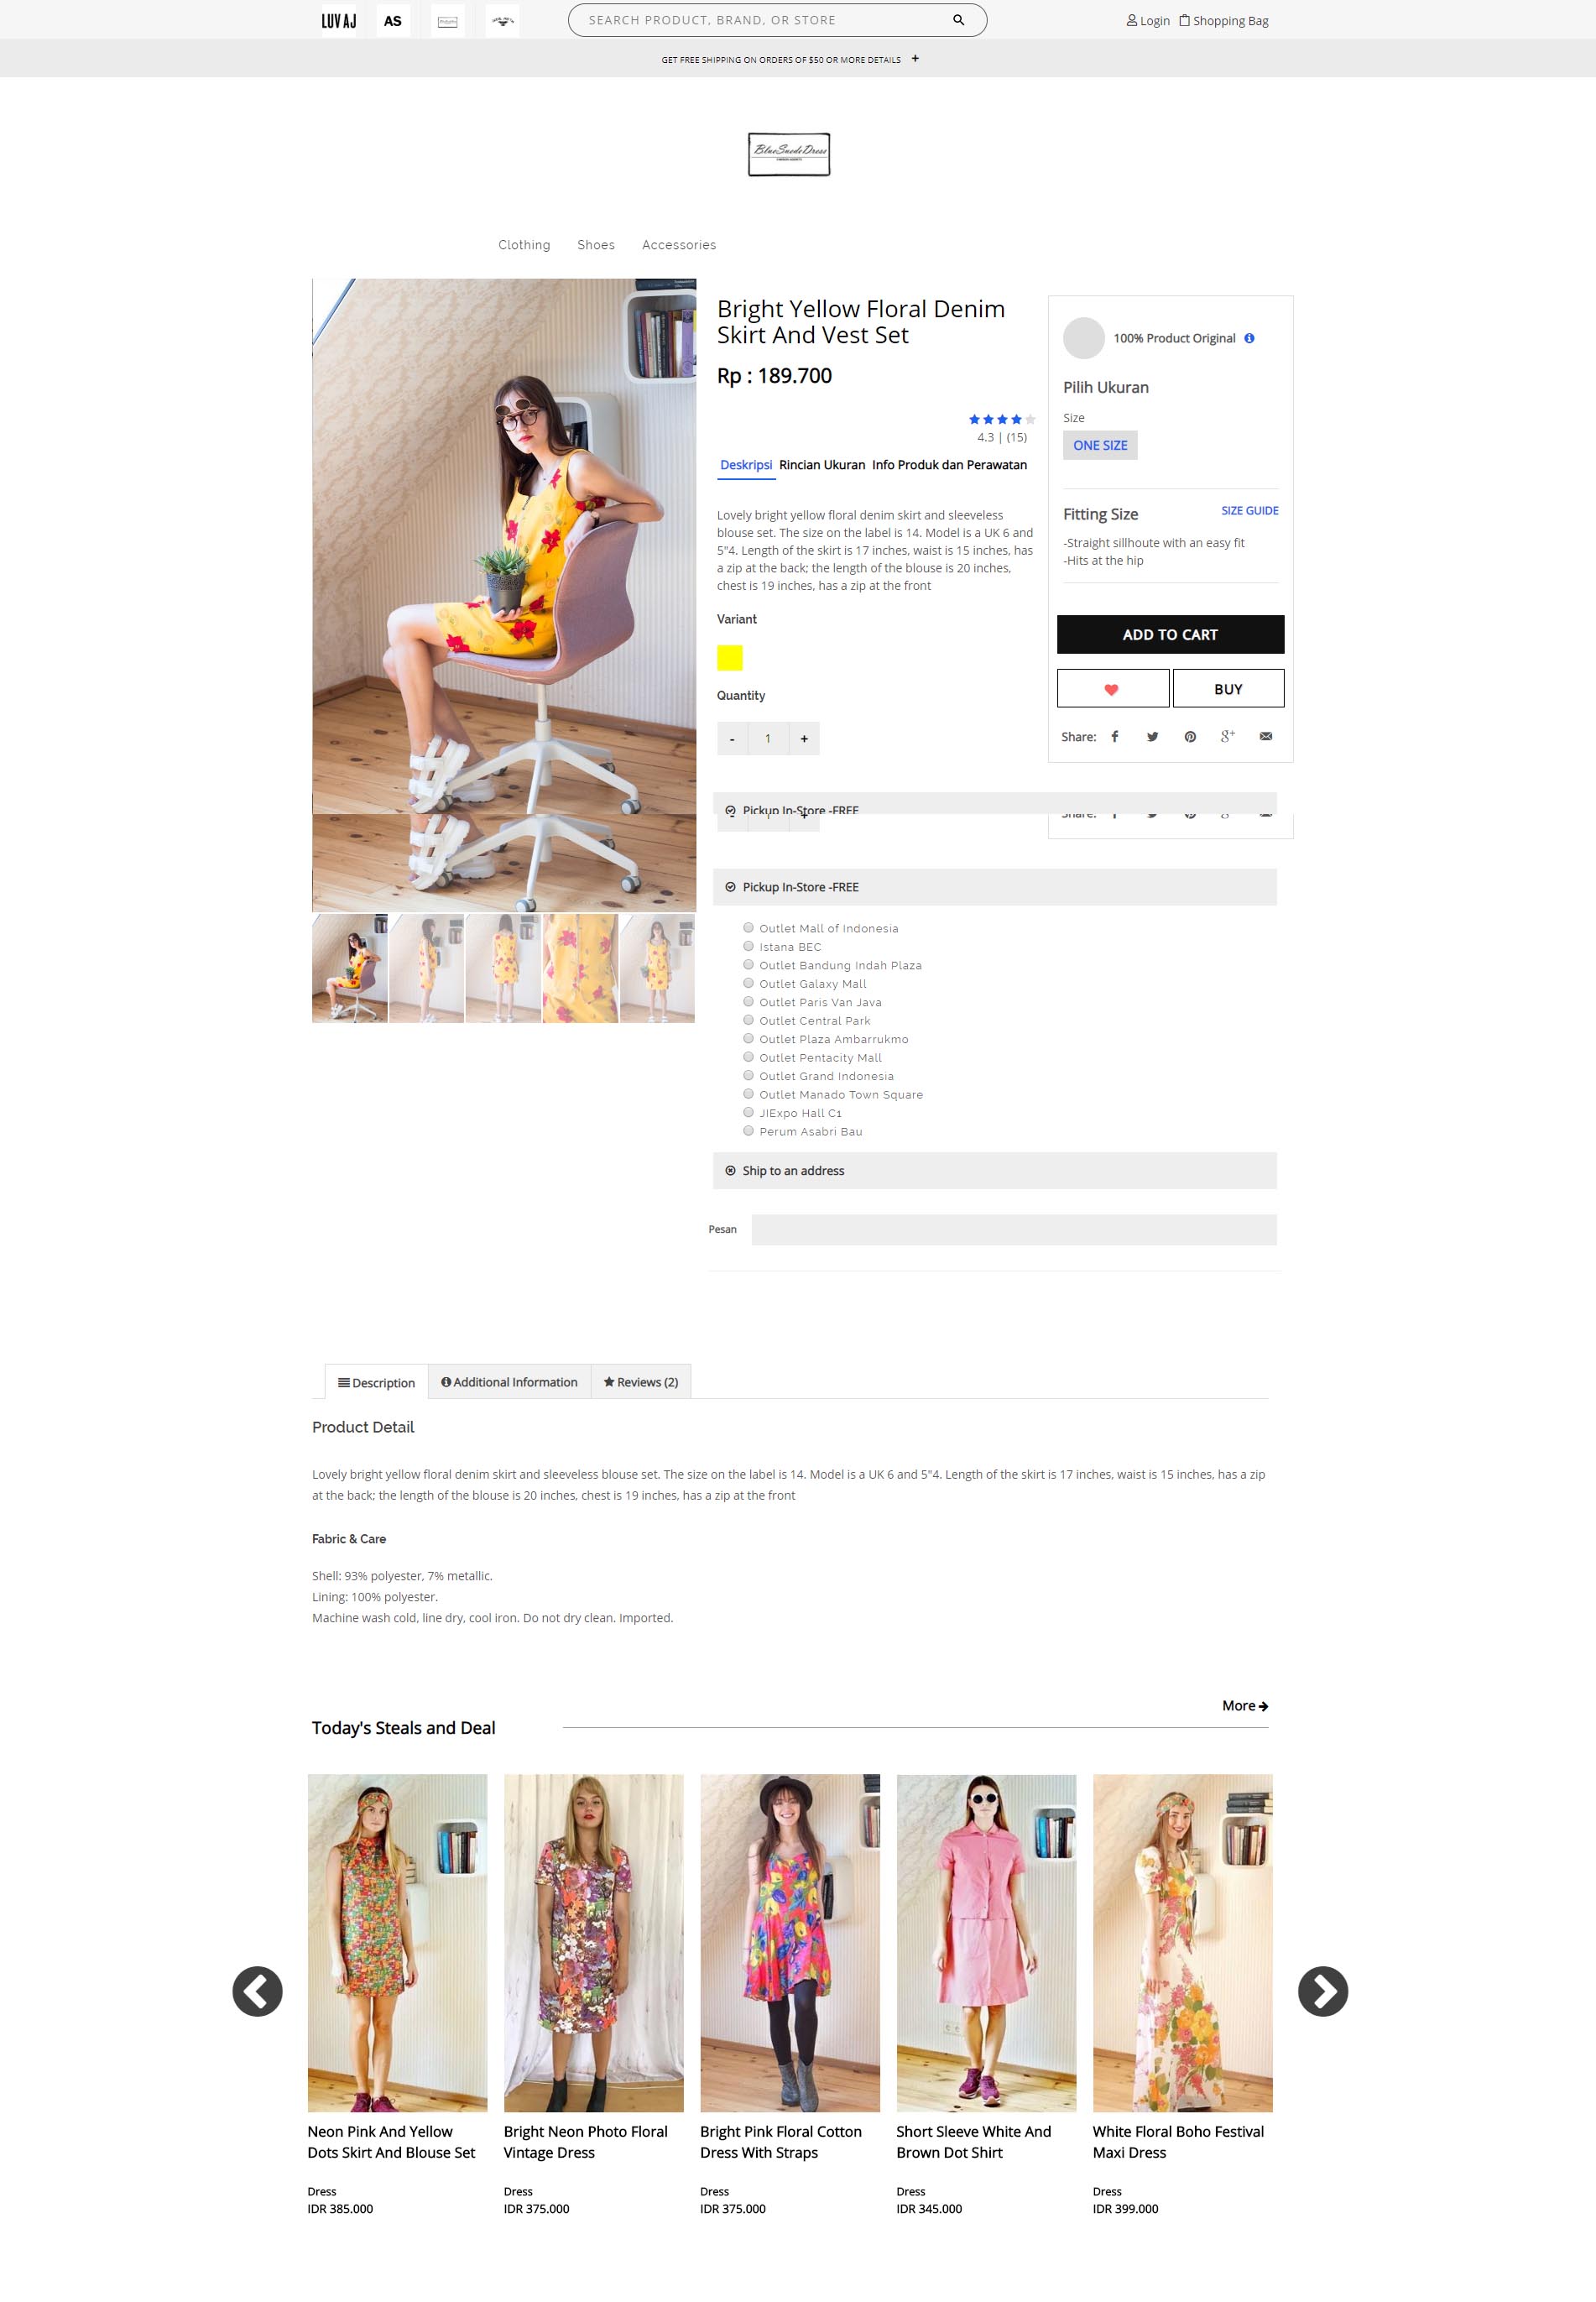 LUV AJ
AS
SEARCH PRODUCT, BRAND, OR STORE
Login
Shopping Bag
GET FREE SHIPPING ON ORDERS OF $50 OR MORE DETAILS +
BlueSuedeDress
Clothing
Shoes
Accessories
Bright Yellow Floral Denim
Skirt And Vest Set
Rp : 189.700
4.3 | (15)
Deskripsi
Rincian Ukuran
Info Produk dan Perawatan
Lovely bright yellow floral denim skirt and sleeveless
blouse set. The size on the label is 14. Model is a UK 6 and
5"4. Length of the skirt is 17 inches, waist is 15 inches, has
a zip at the back; the length of the blouse is 20 inches,
chest is 19 inches, has a zip at the front
Variant
Quantity
- 1 +
100% Product Original
Pilih Ukuran
Size
ONE SIZE
Fitting Size
SIZE GUIDE
-Straight sillhoute with an easy fit
-Hits at the hip
ADD TO CART
BUY
Share:
Pickup In-Store -FREE
Share:
Pickup In-Store -FREE
Outlet Mall of Indonesia
Istana BEC
Outlet Bandung Indah Plaza
Outlet Galaxy Mall
Outlet Paris Van Java
Outlet Central Park
Outlet Plaza Ambarrukmo
Outlet Pentacity Mall
Outlet Grand Indonesia
Outlet Manado Town Square
JIExpo Hall C1
Perum Asabri Bau
Ship to an address
Pesan
Description
Additional Information
Reviews (2)
Product Detail
Lovely bright yellow floral denim skirt and sleeveless blouse set. The size on the label is 14. Model is a UK 6 and 5"4. Length of the skirt is 17 inches, waist is 15 inches, has a zip
at the back; the length of the blouse is 20 inches, chest is 19 inches, has a zip at the front
Fabric & Care
Shell: 93% polyester, 7% metallic.
Lining: 100% polyester.
Machine wash cold, line dry, cool iron. Do not dry clean. Imported.
More
Today's Steals and Deal
Neon Pink And Yellow
Dots Skirt And Blouse Set
Dress
IDR 385.000
Bright Neon Photo Floral
Vintage Dress
Dress
IDR 375.000
Bright Pink Floral Cotton
Dress With Straps
Dress
IDR 375.000
Short Sleeve White And
Brown Dot Shirt
Dress
IDR 345.000
White Floral Boho Festival
Maxi Dress
Dress
IDR 399.000